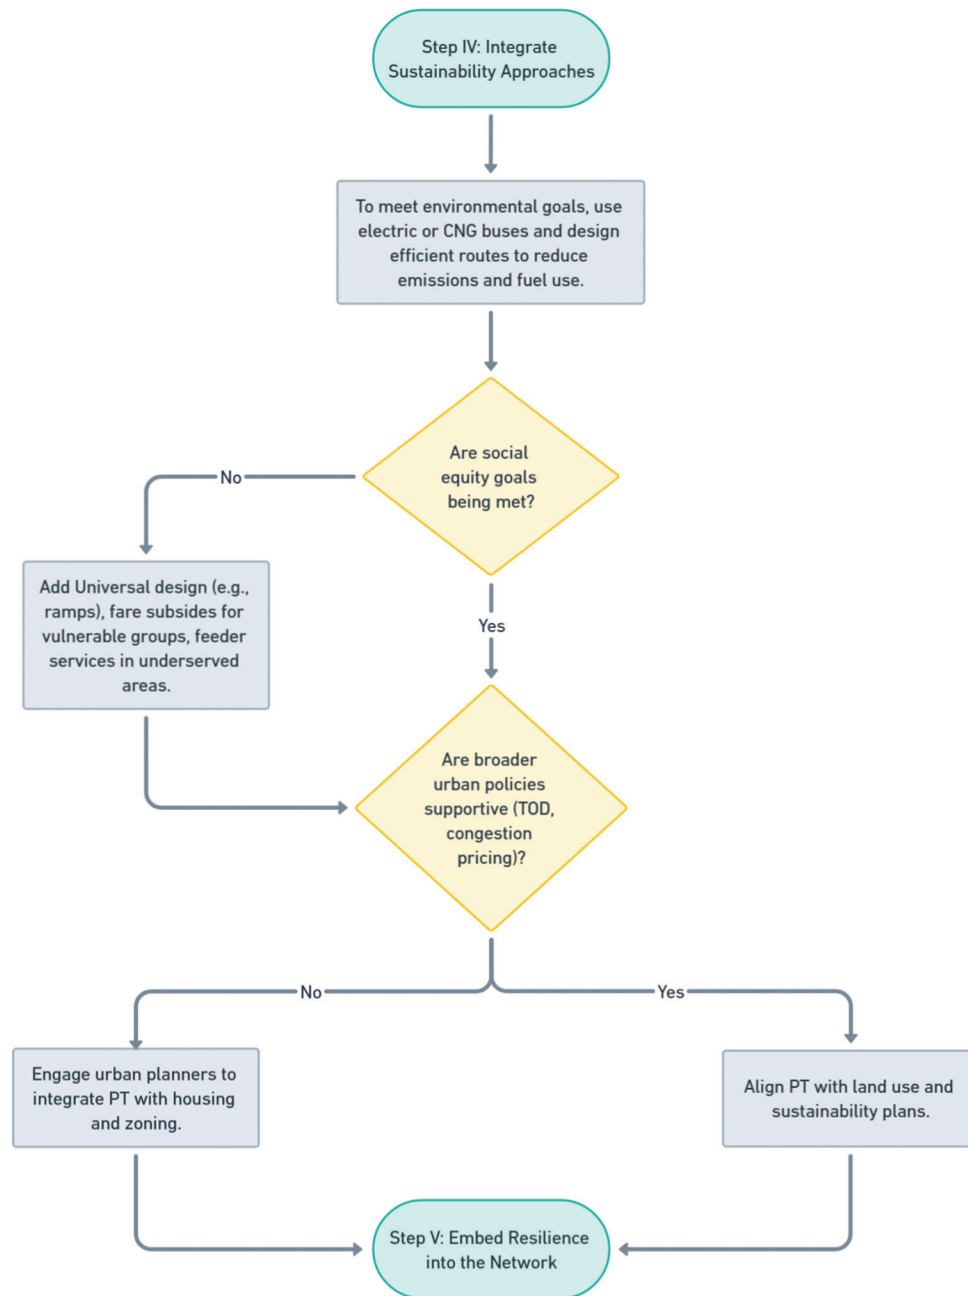 Step IV: Integrate
Sustainability Approaches
To meet environmental goals, use
electric or CNG buses and design
efficient routes to reduce
emissions and fuel use.
Are social
equity goals
being met?
No
Yes
Add Universal design (e.g.,
ramps), fare subsides for
vulnerable groups, feeder
services in underserved
areas.
Are broader
urban policies
supportive (TOD,
congestion
pricing)?
No
Yes
Engage urban planners to
integrate PT with housing
and zoning.
Align PT with land use and
sustainability plans.
Step V: Embed Resilience
into the Network